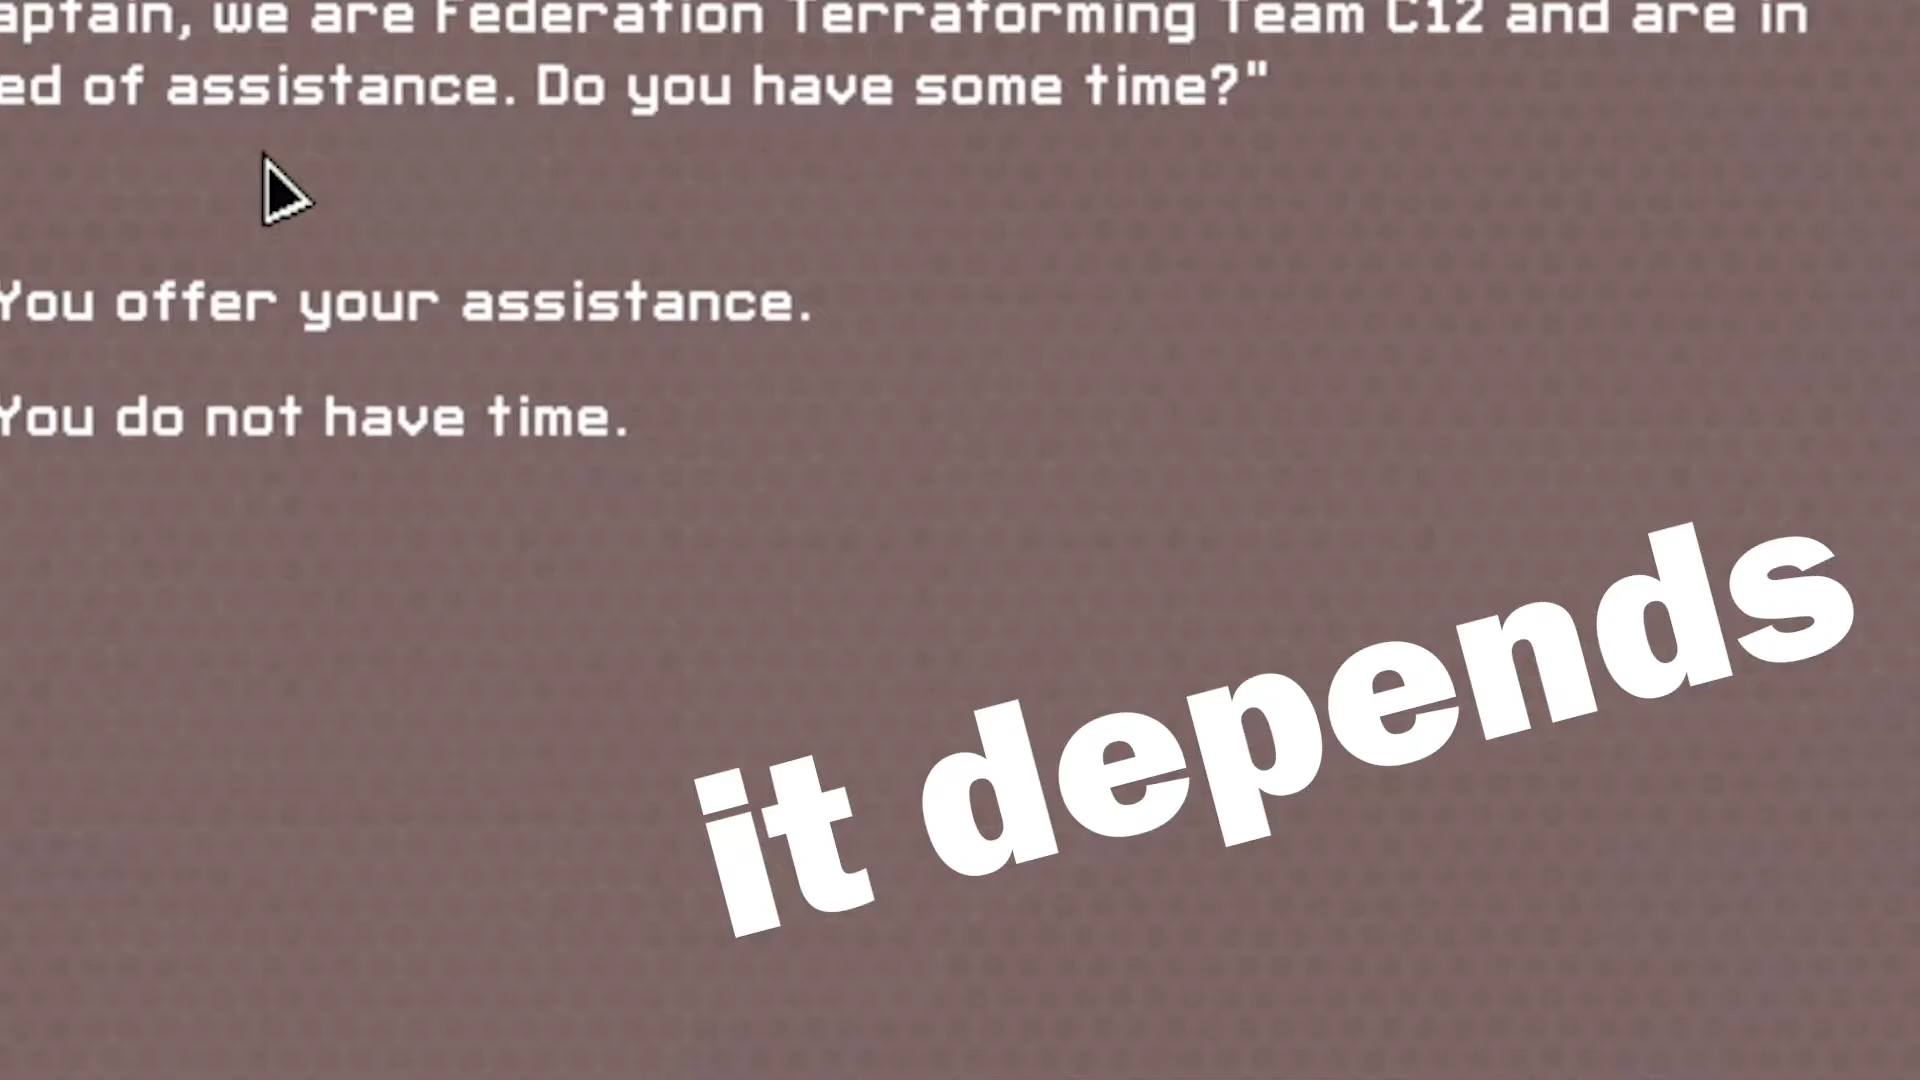 aptain, we are Federation Terraforming Team C12 and are in
ed of assistance. Do you have some time?"
You offer your assistance.
You do not have time.
it depends